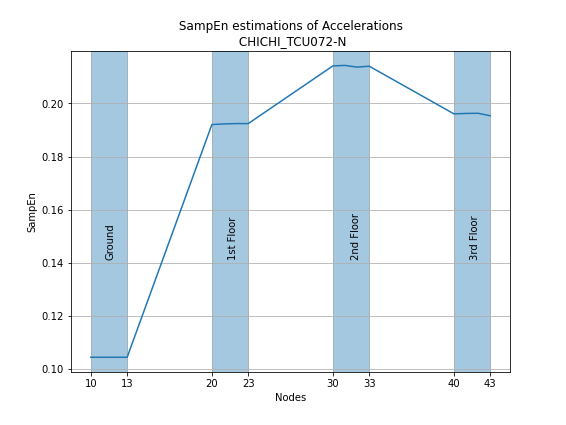 SampEn estimations of Accelerations
CHICHI_TCU072-N
SampEn
0.20
0.18
0.16
0.14
0.12
0.10
Ground
1st Floor
2nd Floor
3rd Floor
10 13 20 23 30 33 40 43
Nodes